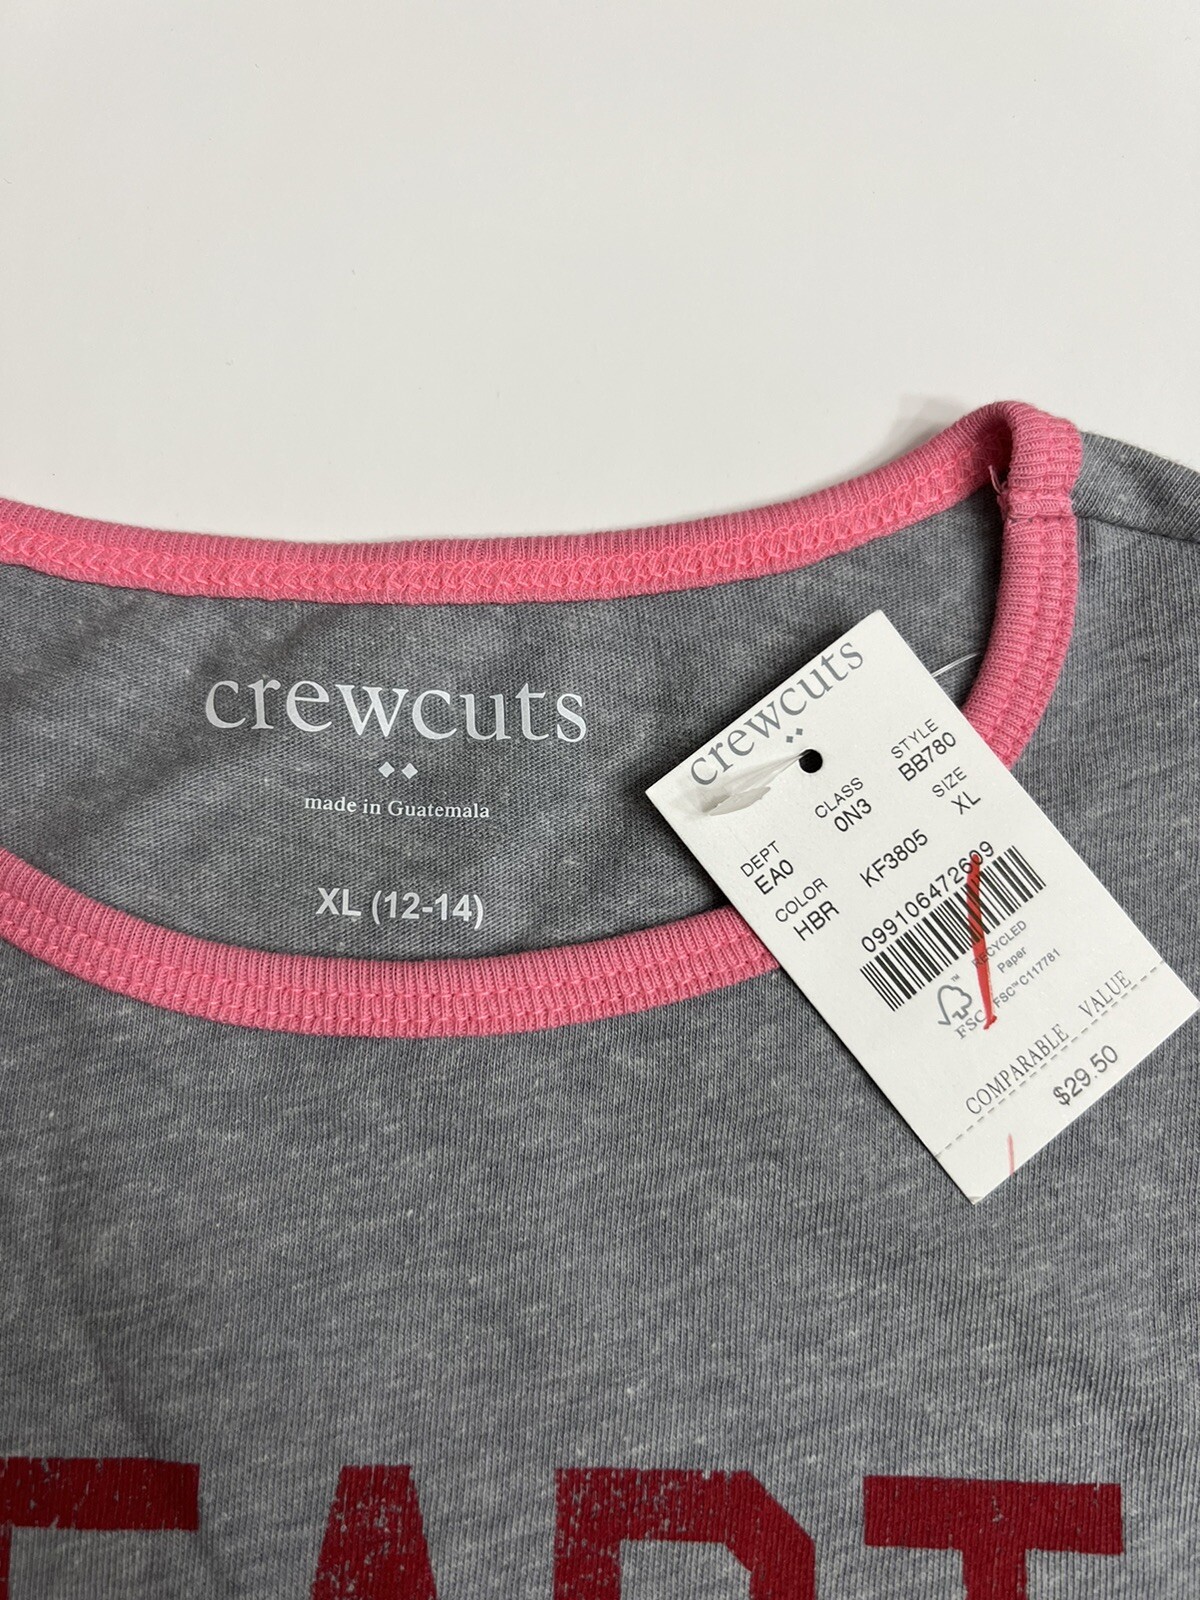 crewcuts
made in Guatemala
XL (12-14)
crewcuts
DEPT CLASS STYLE
EA0 0N3 BB780
COLOR SIZE
HBR KF3805 XL
099106472609
RECYCLED
Paper
FSC™ C117781
FSC
COMPARABLE VALUE
$29.50